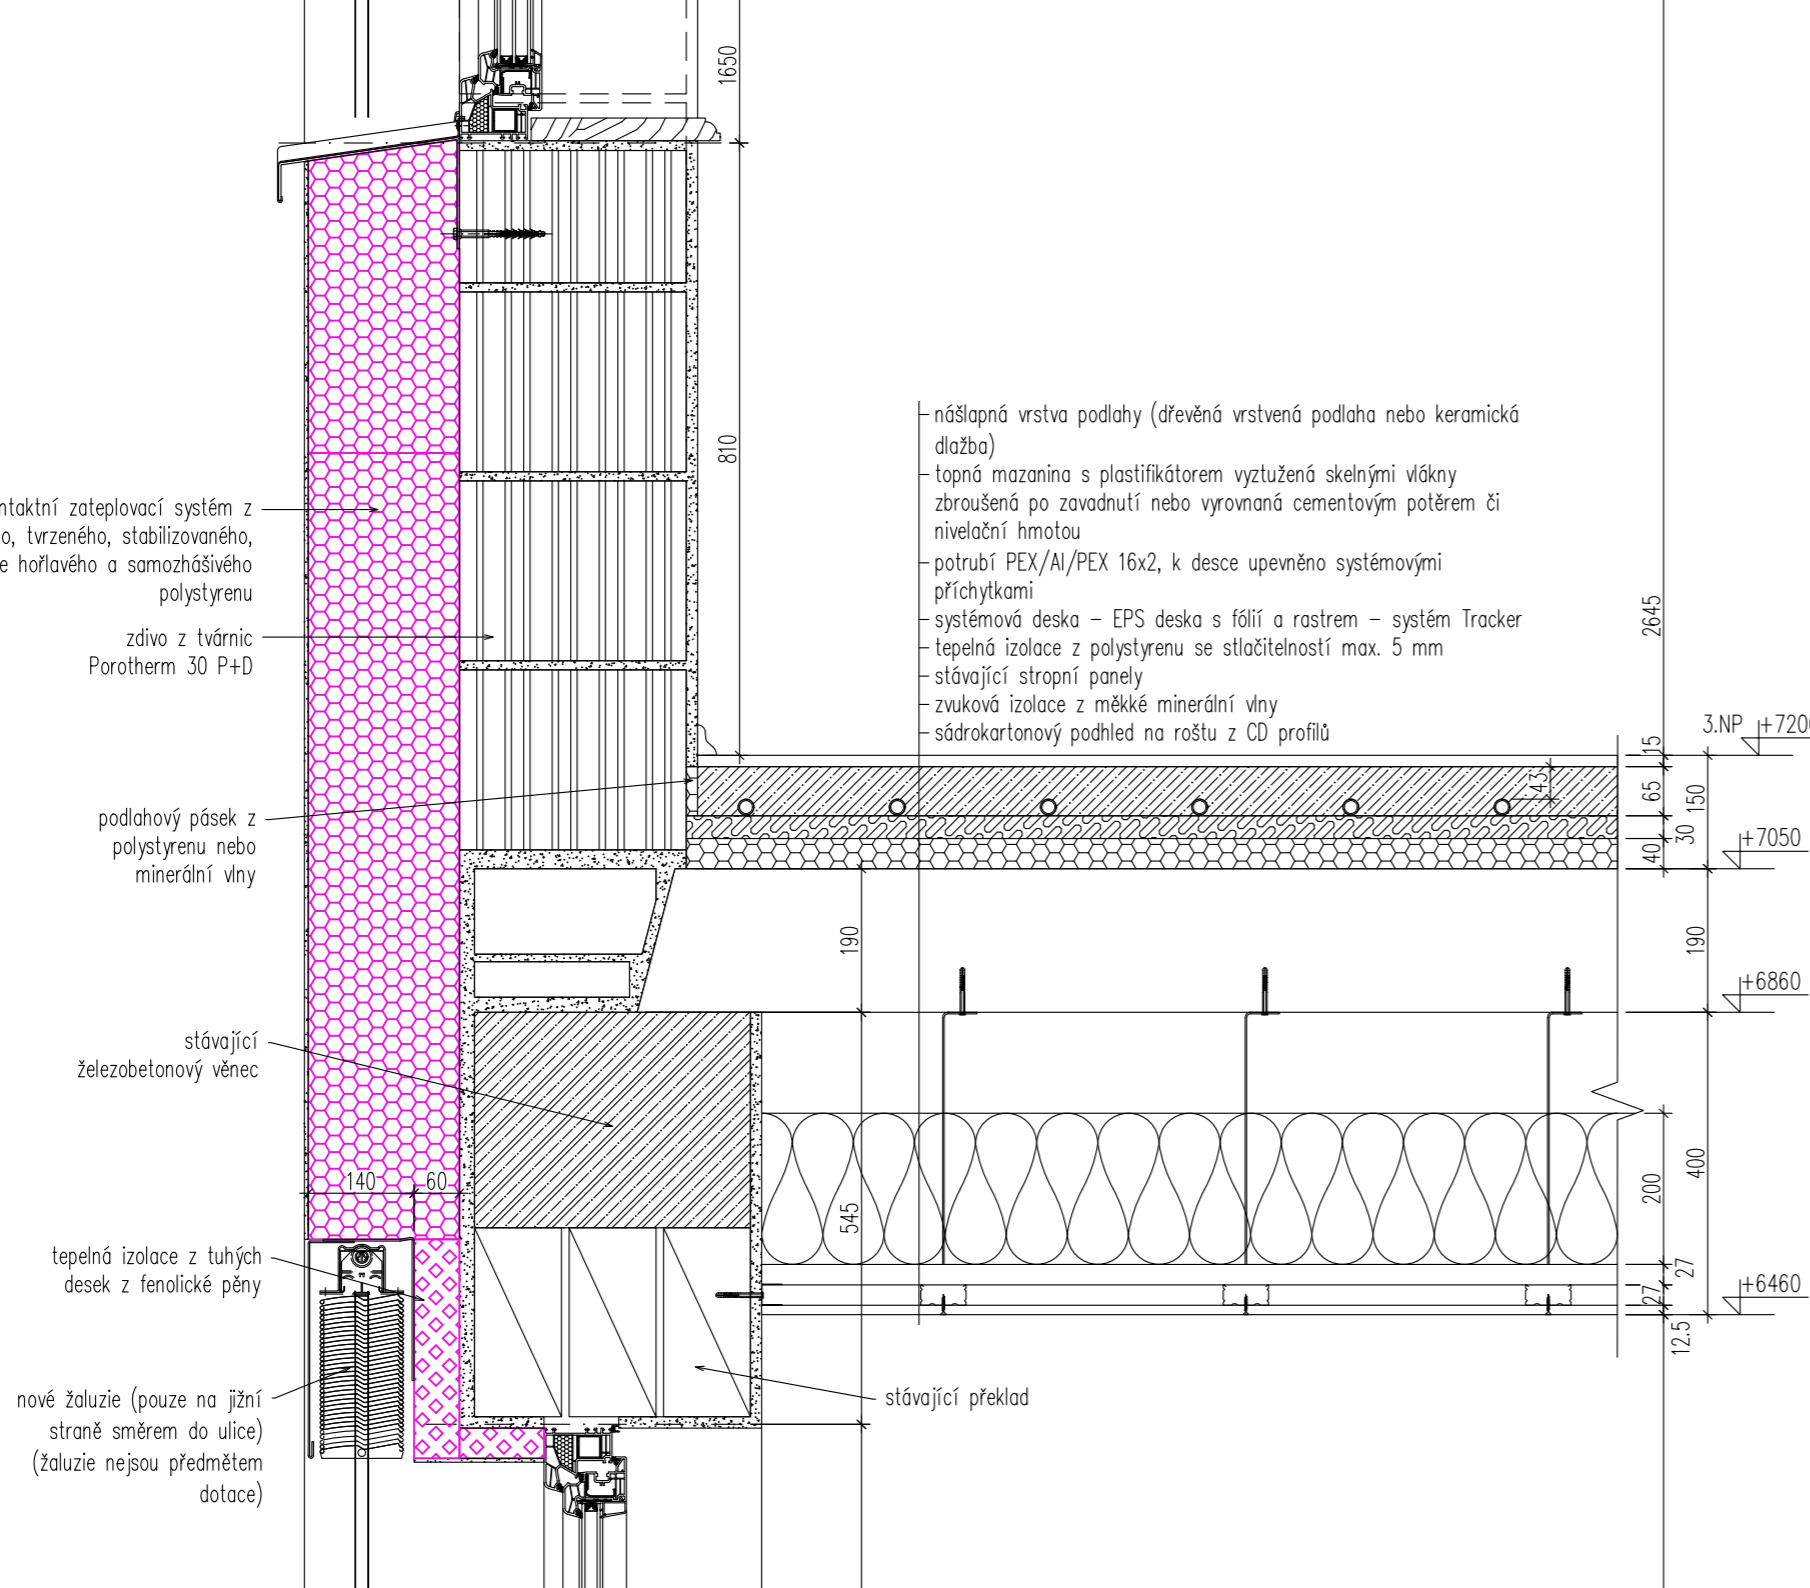 1650
810
nášlapná vrstva podlahy (dřevěná vrstvená podlaha nebo keramická
dlažba)
topná mazanina s plastifikátorem vyztužená skelnými vlákny
zbroušená po zavadnutí nebo vyrovnaná cementovým potěrem či
nivelační hmotou
potrubí PEX/Al/PEX 16x2, k desce upevněno systémovými
příchytkami
systémová deska – EPS deska s fólií a rastrem – systém Tracker
tepelná izolace z polystyrenu se stlačitelností max. 5 mm
stávající stropní panely
zvuková izolace z měkké minerální vlny
sádrokartonový podhled na roštu z CD profilů
ntaktní zateplovací systém z
o, tvrzeného, stabilizovaného,
e hořlavého a samozhášivého
polystyrenu
zdivo z tvárnic
Porotherm 30 P+D
podlahový pásek z
polystyrenu nebo
minerální vlny
stávající
železobetonový věnec
tepelná izolace z tuhých
desek z fenolické pěny
nové žaluzie (pouze na jižní
straně směrem do ulice)
(žaluzie nejsou předmětem
dotace)
stávající překlad
140
60
190
545
43
2645
15
65
30
40
150
190
200
400
27
27
12.5
3.NP +720
+7050
+6860
+6460